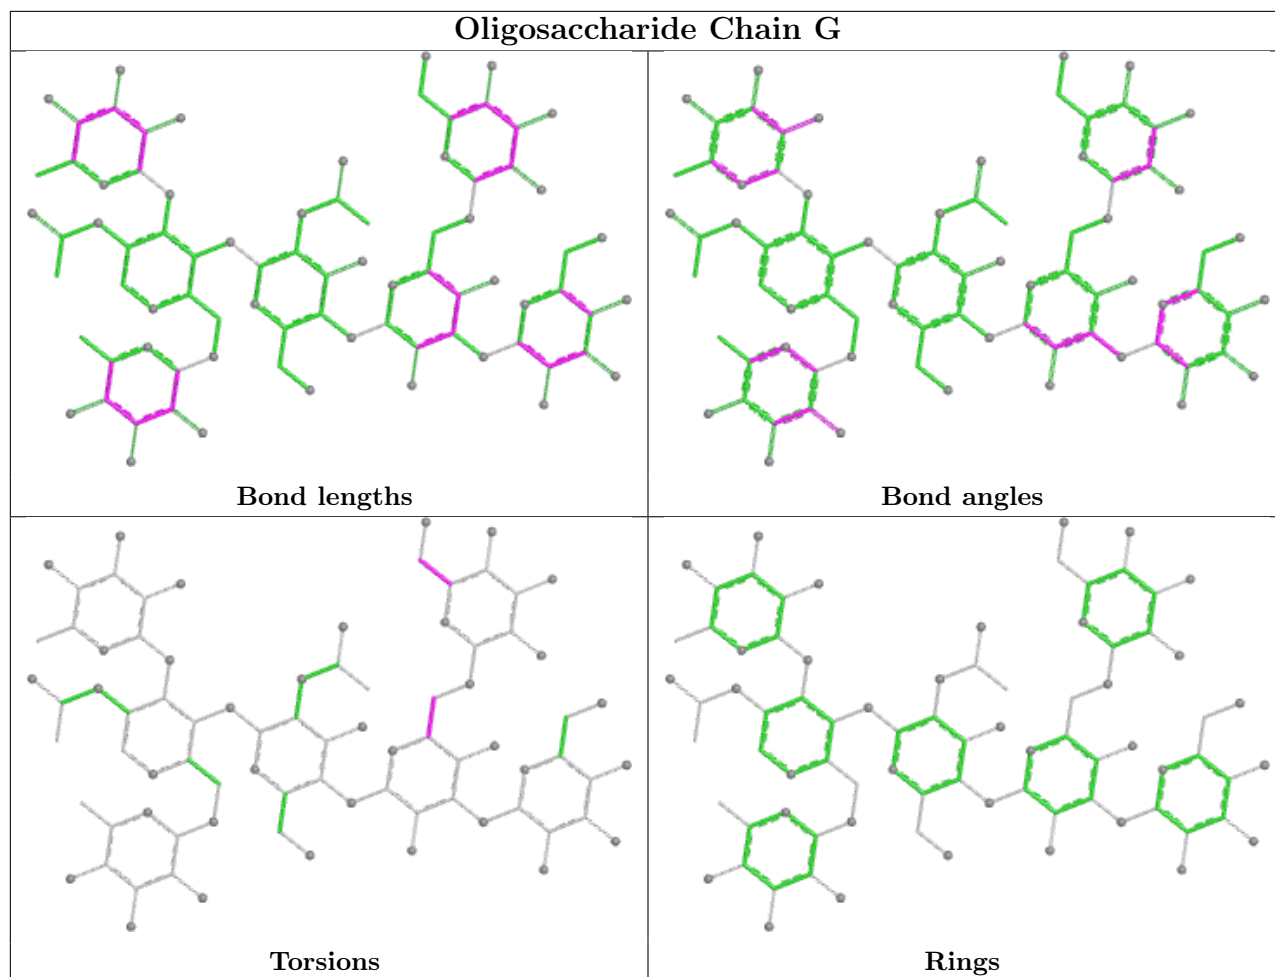 Oligosaccharide Chain G
Bond lengths
Bond angles
Torsions
Rings